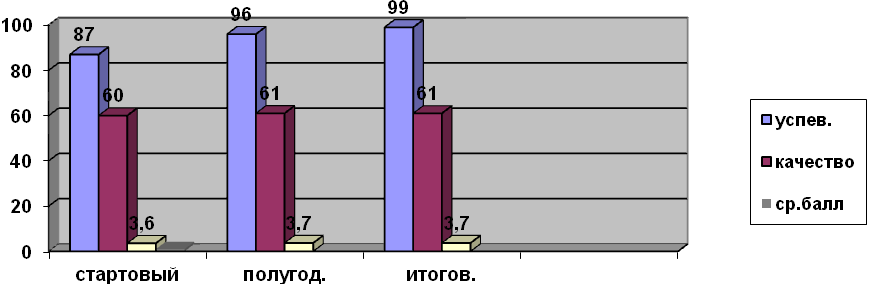 100
80
60
40
20
0
87
60
3,6
96
61
3,7
99
61
3,7
стартовый
полугод.
итогов.
успев.
качество
ср.балл